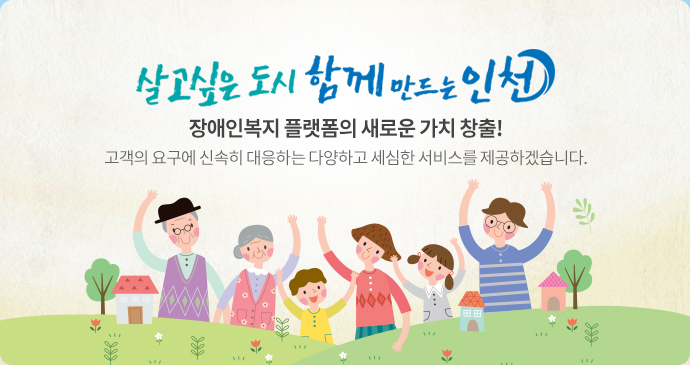 살고싶은 도시 함께 만드는 인천
장애인복지 플랫폼의 새로운 가치 창출!
고객의 요구에 신속히 대응하는 다양하고 세심한 서비스를 제공하겠습니다.